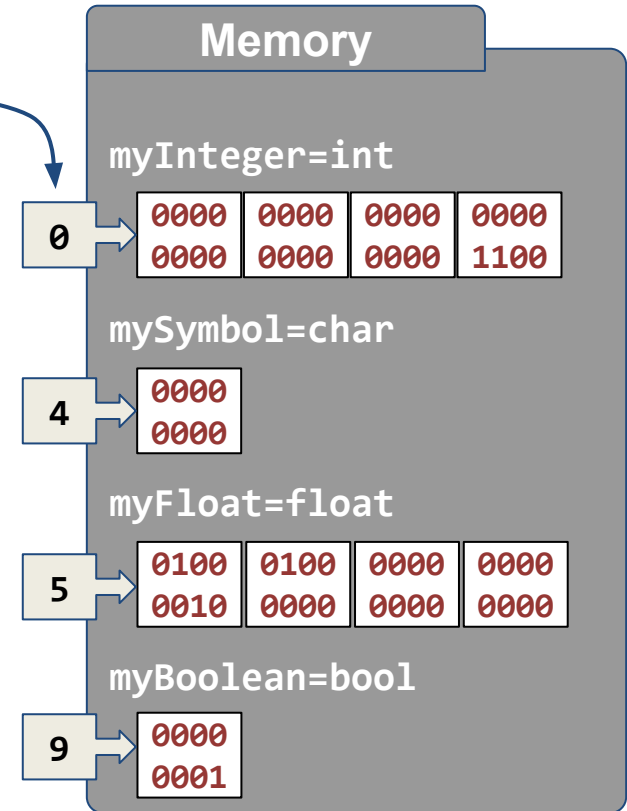 Memory
myInteger=int
0 0000 0000 0000 0000
0000 0000 0000 1100
mySymbol=char
4 0000
0000
myFloat=float
5 0100 0100 0000 0000
0010 0000 0000 0000
myBoolean=bool
9 0000
0001